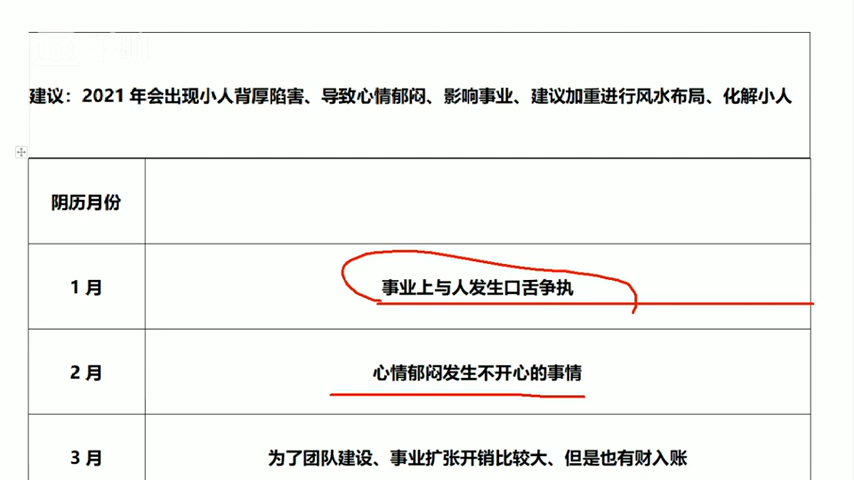 建议：2021年会出现小人背厚陷害、导致心情郁闷、影响事业、建议加重进行风水布局、化解小人
阴历月份
1月 事业上与人发生口舌争执
2月 心情郁闷发生不开心的事情
3月 为了团队建设、事业扩张开销比较大、但是也有财入账